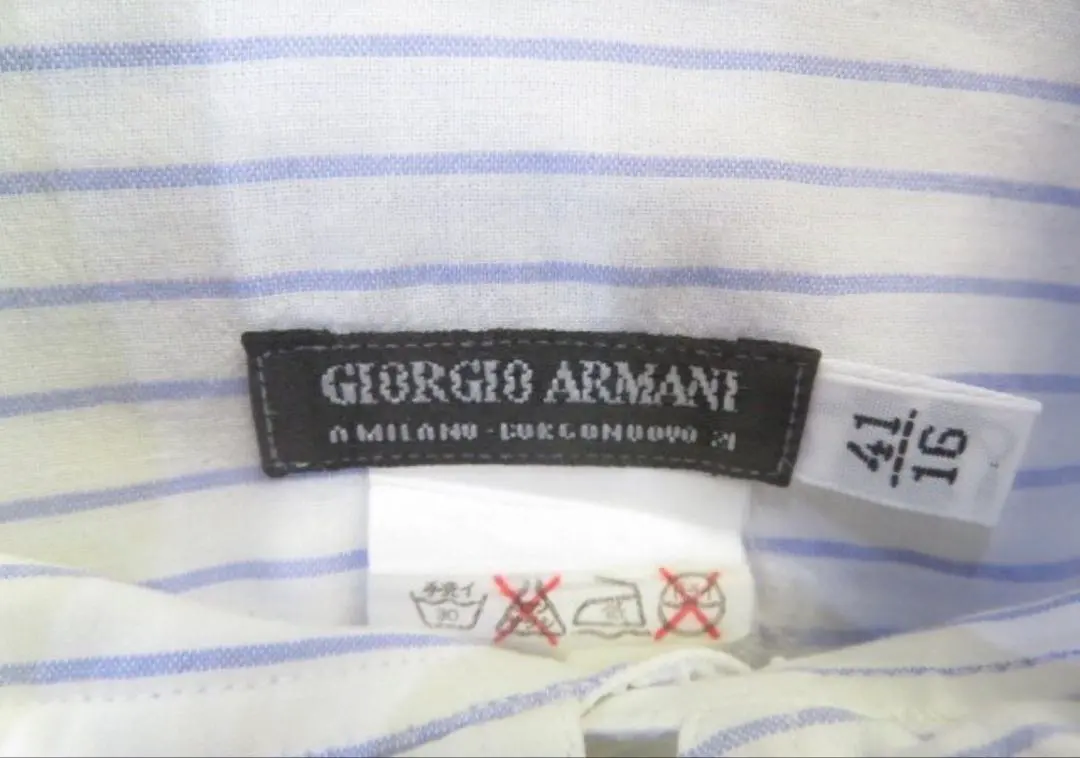 GIORGIO ARMANI
A MILANO - BORGONUOVO 21
41
16
手洗イ
30